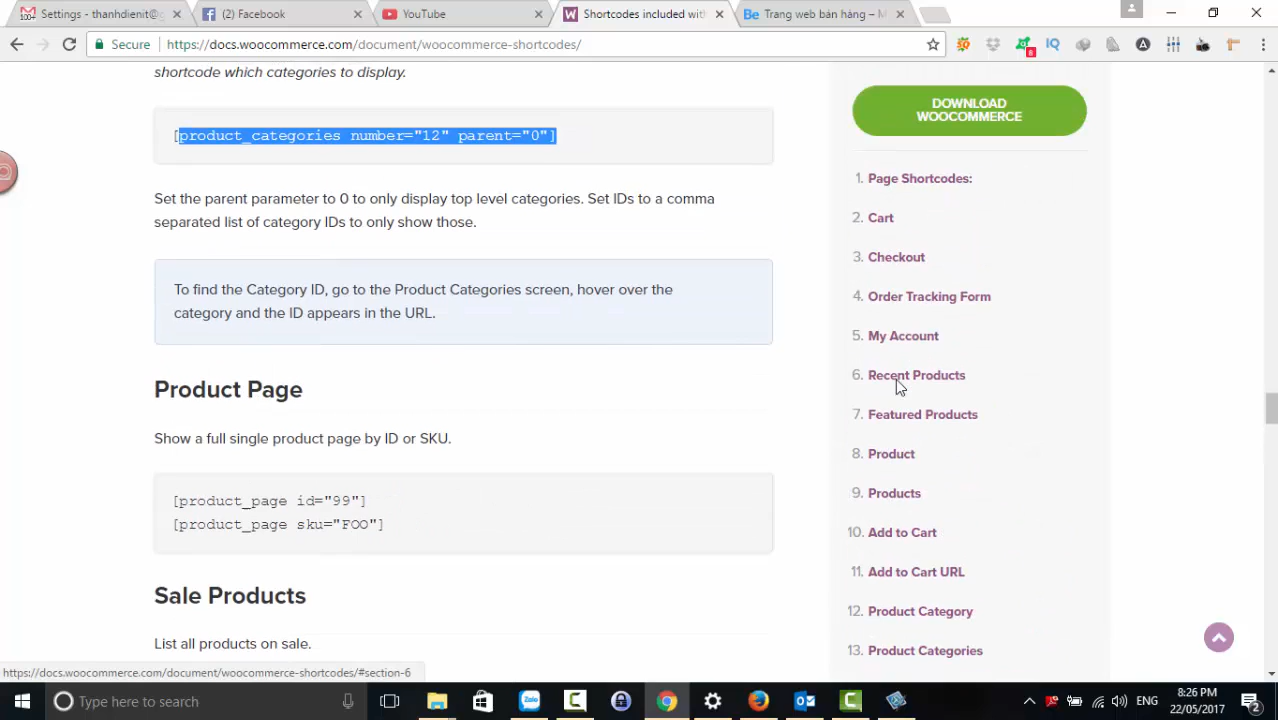 Settings - thathdienit@g
(2) Facebook
YouTube
Shortcodes included wit
Trang web bán hàng – M
Secure
https://docs.woocommerce.com/document/woocommerce-shortcodes/
shortcode which categories to display.
[product_categories number="12" parent="0"]
Set the parent parameter to 0 to only display top level categories. Set IDs to a comma
separated list of category IDs to only show those.
To find the Category ID, go to the Product Categories screen, hover over the
category and the ID appears in the URL.
Product Page
Show a full single product page by ID or SKU.
[product_page id="99"]
[product_page sku="FOO"]
Sale Products
List all products on sale.
DOWNLOAD
WOOCOMMERCE
1. Page Shortcodes:
2. Cart
3. Checkout
4. Order Tracking Form
5. My Account
6. Recent Products
7. Featured Products
8. Product
9. Products
10. Add to Cart
11. Add to Cart URL
12. Product Category
13. Product Categories
https://docs.woocommerce.com/document/woocommerce-shortcodes/#section-6
Type here to search
Zalo
ENG
8:26 PM
22/05/2017
2